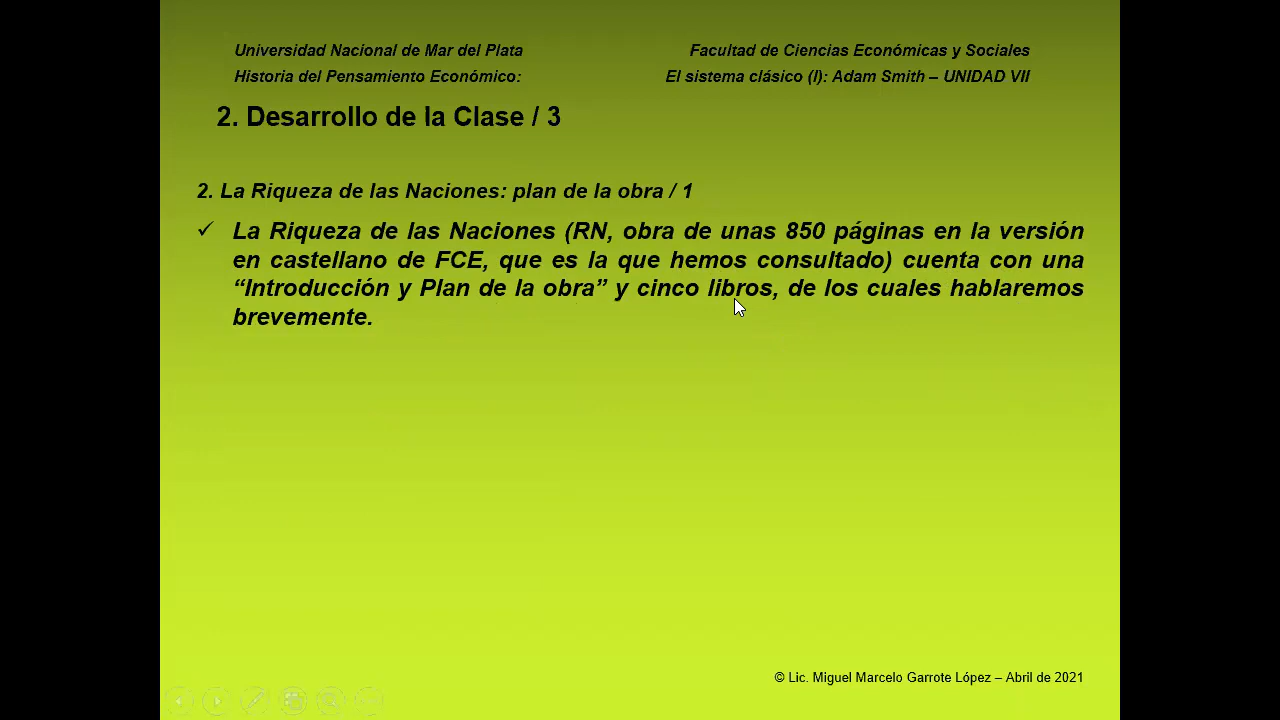 Universidad Nacional de Mar del Plata Facultad de Ciencias Económicas y Sociales
Historia del Pensamiento Económico: El sistema clásico (I): Adam Smith – UNIDAD VII
2. Desarrollo de la Clase / 3
2. La Riqueza de las Naciones: plan de la obra / 1
✓ La Riqueza de las Naciones (RN, obra de unas 850 páginas en la versión
en castellano de FCE, que es la que hemos consultado) cuenta con una
“Introducción y Plan de la obra” y cinco libros, de los cuales hablaremos
brevemente.
© Lic. Miguel Marcelo Garrote López – Abril de 2021